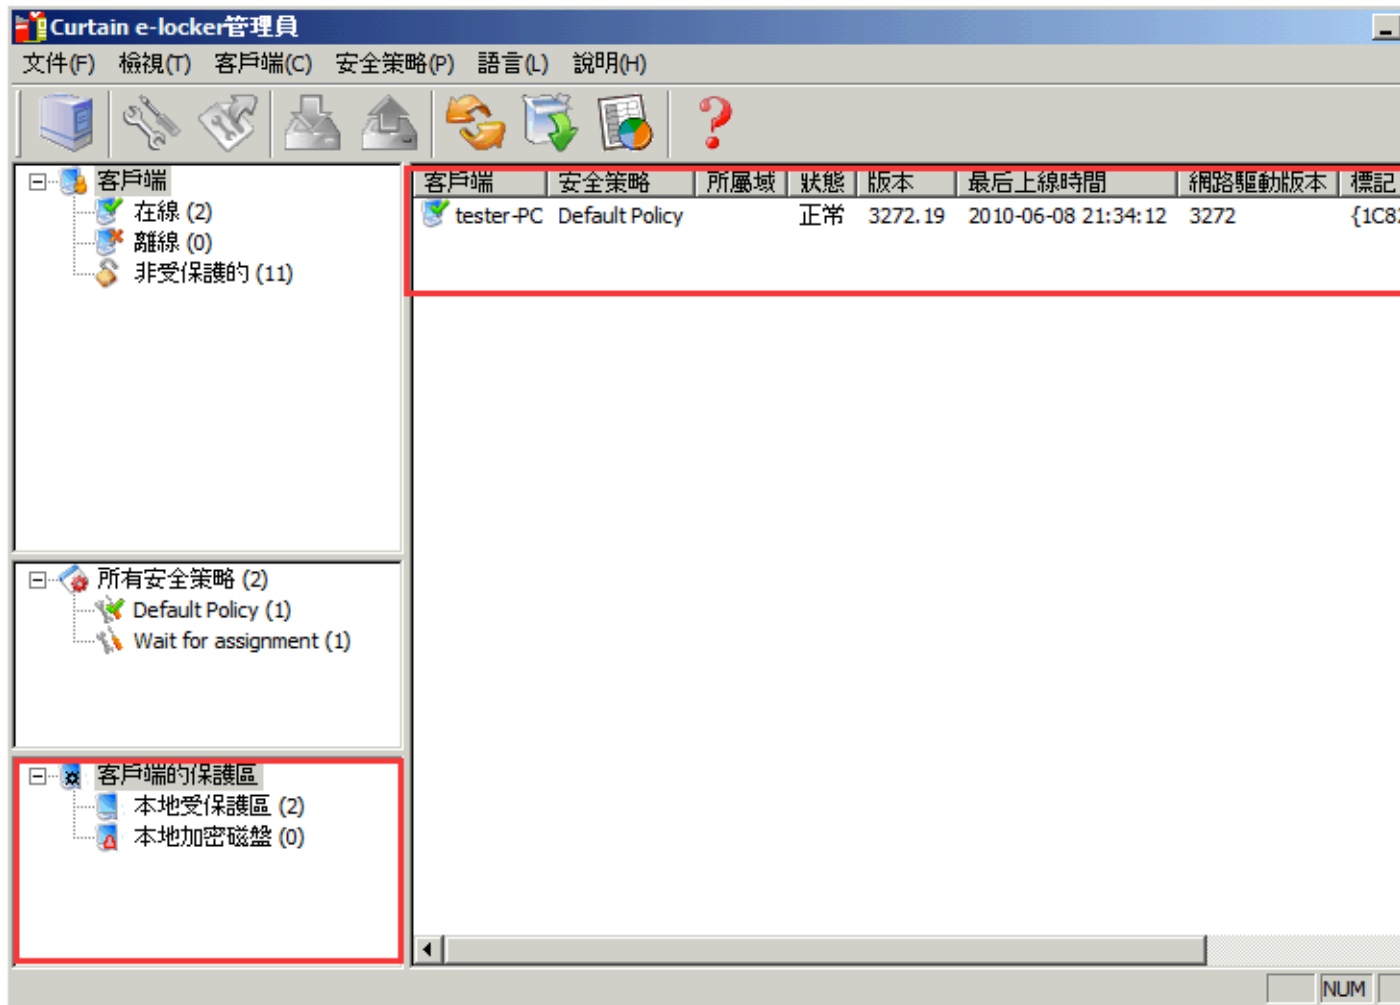 Curtain e-locker管理員
文件(F) 檢視(T) 客戶端(C) 安全策略(P) 語言(L) 說明(H)
客戶端
在線 (2)
離線 (0)
非受保護的 (11)
客戶端 安全策略 所屬域 狀態 版本 最后上線時間 網路驅動版本 標記
tester-PC Default Policy 正常 3272.19 2010-06-08 21:34:12 3272 {1C8
所有安全策略 (2)
Default Policy (1)
Wait for assignment (1)
客戶端的保護區
本地受保護區 (2)
本地加密磁盤 (0)
NUM